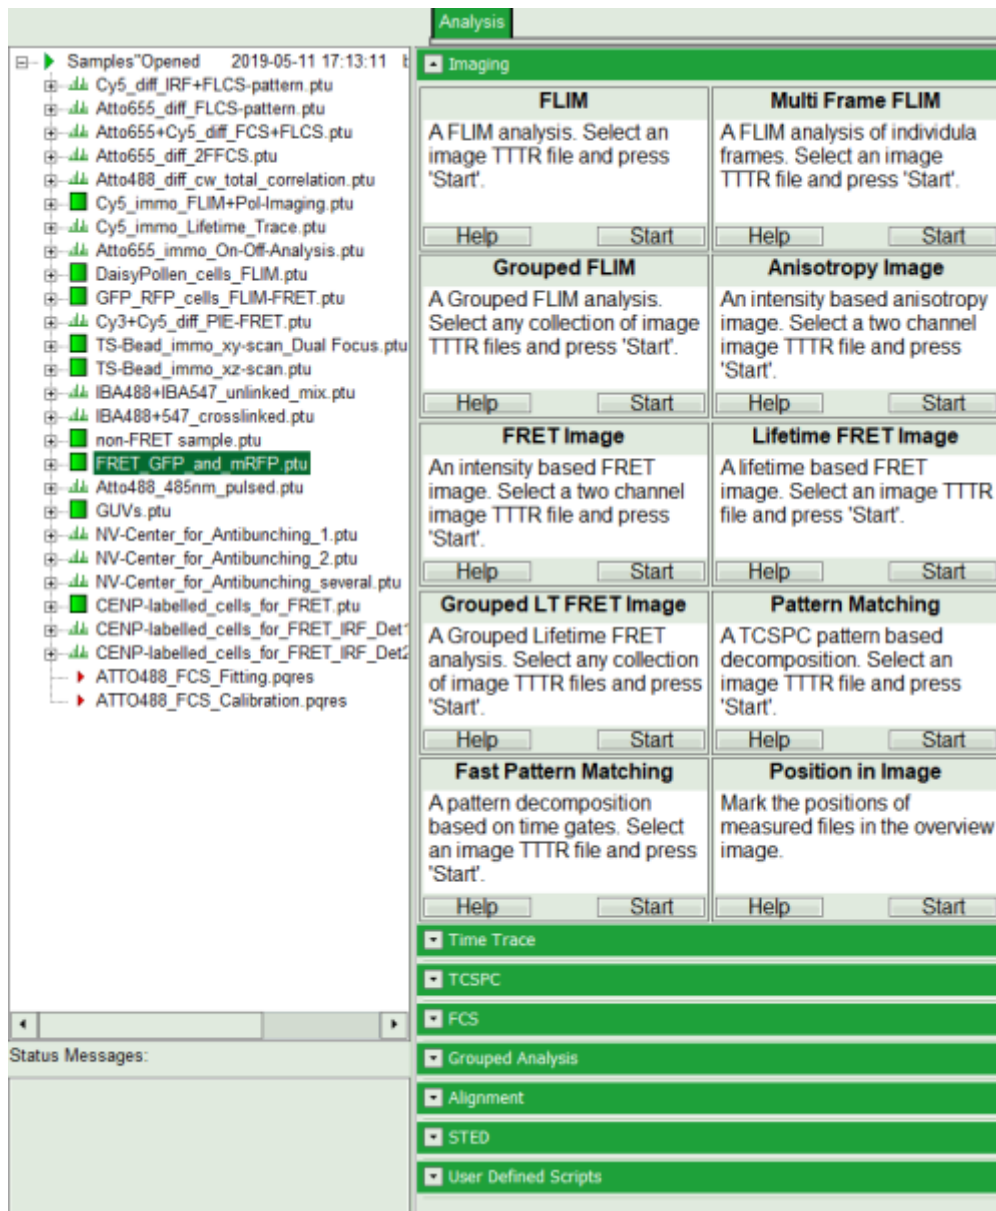 Analysis
Samples"Opened 2019-05-11 17:13:11
Cy5_diff_IRF+FLCS-pattern.ptu
Atto655_diff_FLCS-pattern.ptu
Atto655+Cy5_diff_FCS+FLCS.ptu
Atto655_diff_2FFCS.ptu
Atto488_diff_cw_total_correlation.ptu
Cy5_immo_FLIM+Pol-Imaging.ptu
Cy5_immo_Lifetime_Trace.ptu
Atto655_immo_On-Off-Analysis.ptu
DaisyPollen_cells_FLIM.ptu
GFP_RFP_cells_FLIM-FRET.ptu
Cy3+Cy5_diff_PIE-FRET.ptu
TS-Bead_immo_xy-scan_Dual Focus.ptu
TS-Bead_immo_xz-scan.ptu
IBA488+IBA547_unlinked_mix.ptu
IBA488+547_crosslinked.ptu
non-FRET sample.ptu
FRET_GFP_and_mRFP.ptu
Atto488_485nm_pulsed.ptu
GUVs.ptu
NV-Center_for_Antibunching_1.ptu
NV-Center_for_Antibunching_2.ptu
NV-Center_for_Antibunching_several.ptu
CENP-labelled_cells_for_FRET.ptu
CENP-labelled_cells_for_FRET_IRF_Det1
CENP-labelled_cells_for_FRET_IRF_Det2
ATTO488_FCS_Fitting.pqres
ATTO488_FCS_Calibration.pqres
Status Messages:
Imaging
FLIM
A FLIM analysis. Select an
image TTTR file and press
'Start'.
Help Start
Multi Frame FLIM
A FLIM analysis of individula
frames. Select an image
TTTR file and press 'Start'.
Help Start
Grouped FLIM
A Grouped FLIM analysis.
Select any collection of image
TTTR files and press 'Start'.
Help Start
Anisotropy Image
An intensity based anisotropy
image. Select a two channel
image TTTR file and press
'Start'.
Help Start
FRET Image
An intensity based FRET
image. Select a two channel
image TTTR file and press
'Start'.
Help Start
Lifetime FRET Image
A lifetime based FRET
image. Select an image TTTR
file and press 'Start'.
Help Start
Grouped LT FRET Image
A Grouped Lifetime FRET
analysis. Select any collection
of image TTTR files and press
'Start'.
Help Start
Pattern Matching
A TCSPC pattern based
decomposition. Select an
image TTTR file and press
'Start'.
Help Start
Fast Pattern Matching
A pattern decomposition
based on time gates. Select
an image TTTR file and press
'Start'.
Help Start
Position in Image
Mark the positions of
measured files in the overview
image.
Help Start
Time Trace
TCSPC
FCS
Grouped Analysis
Alignment
STED
User Defined Scripts